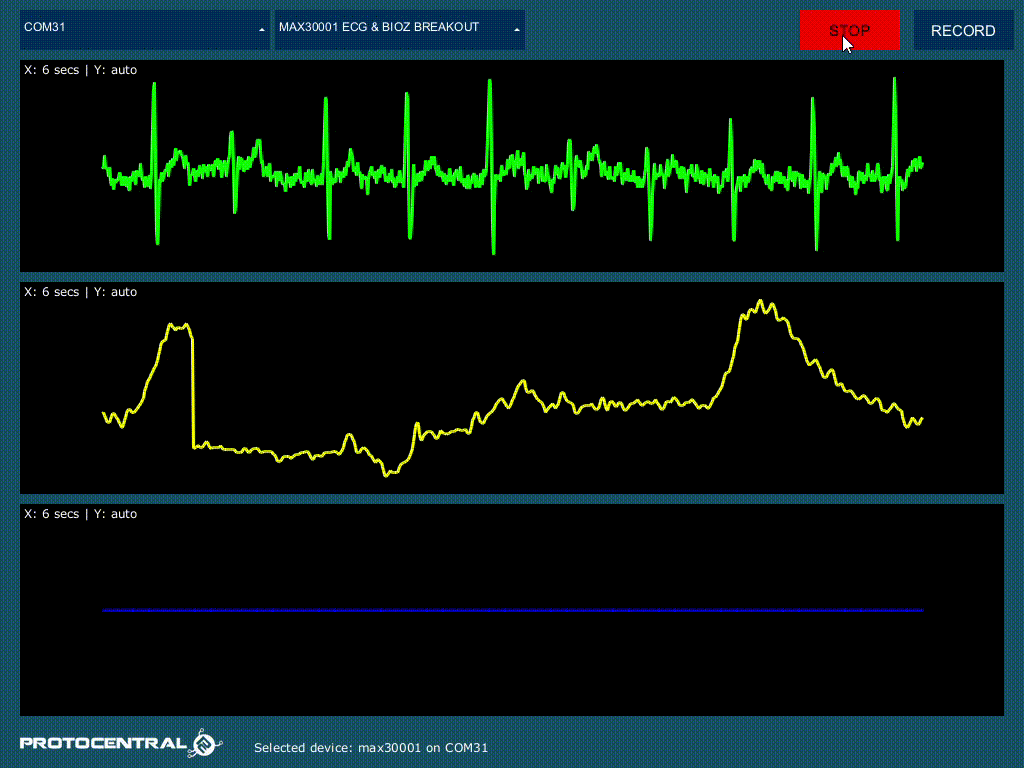 COM31
MAX30001 ECG & BIOZ BREAKOUT
STOP
RECORD
X: 6 secs | Y: auto
X: 6 secs | Y: auto
X: 6 secs | Y: auto
PROTOCENTRAL
Selected device: max30001 on COM31